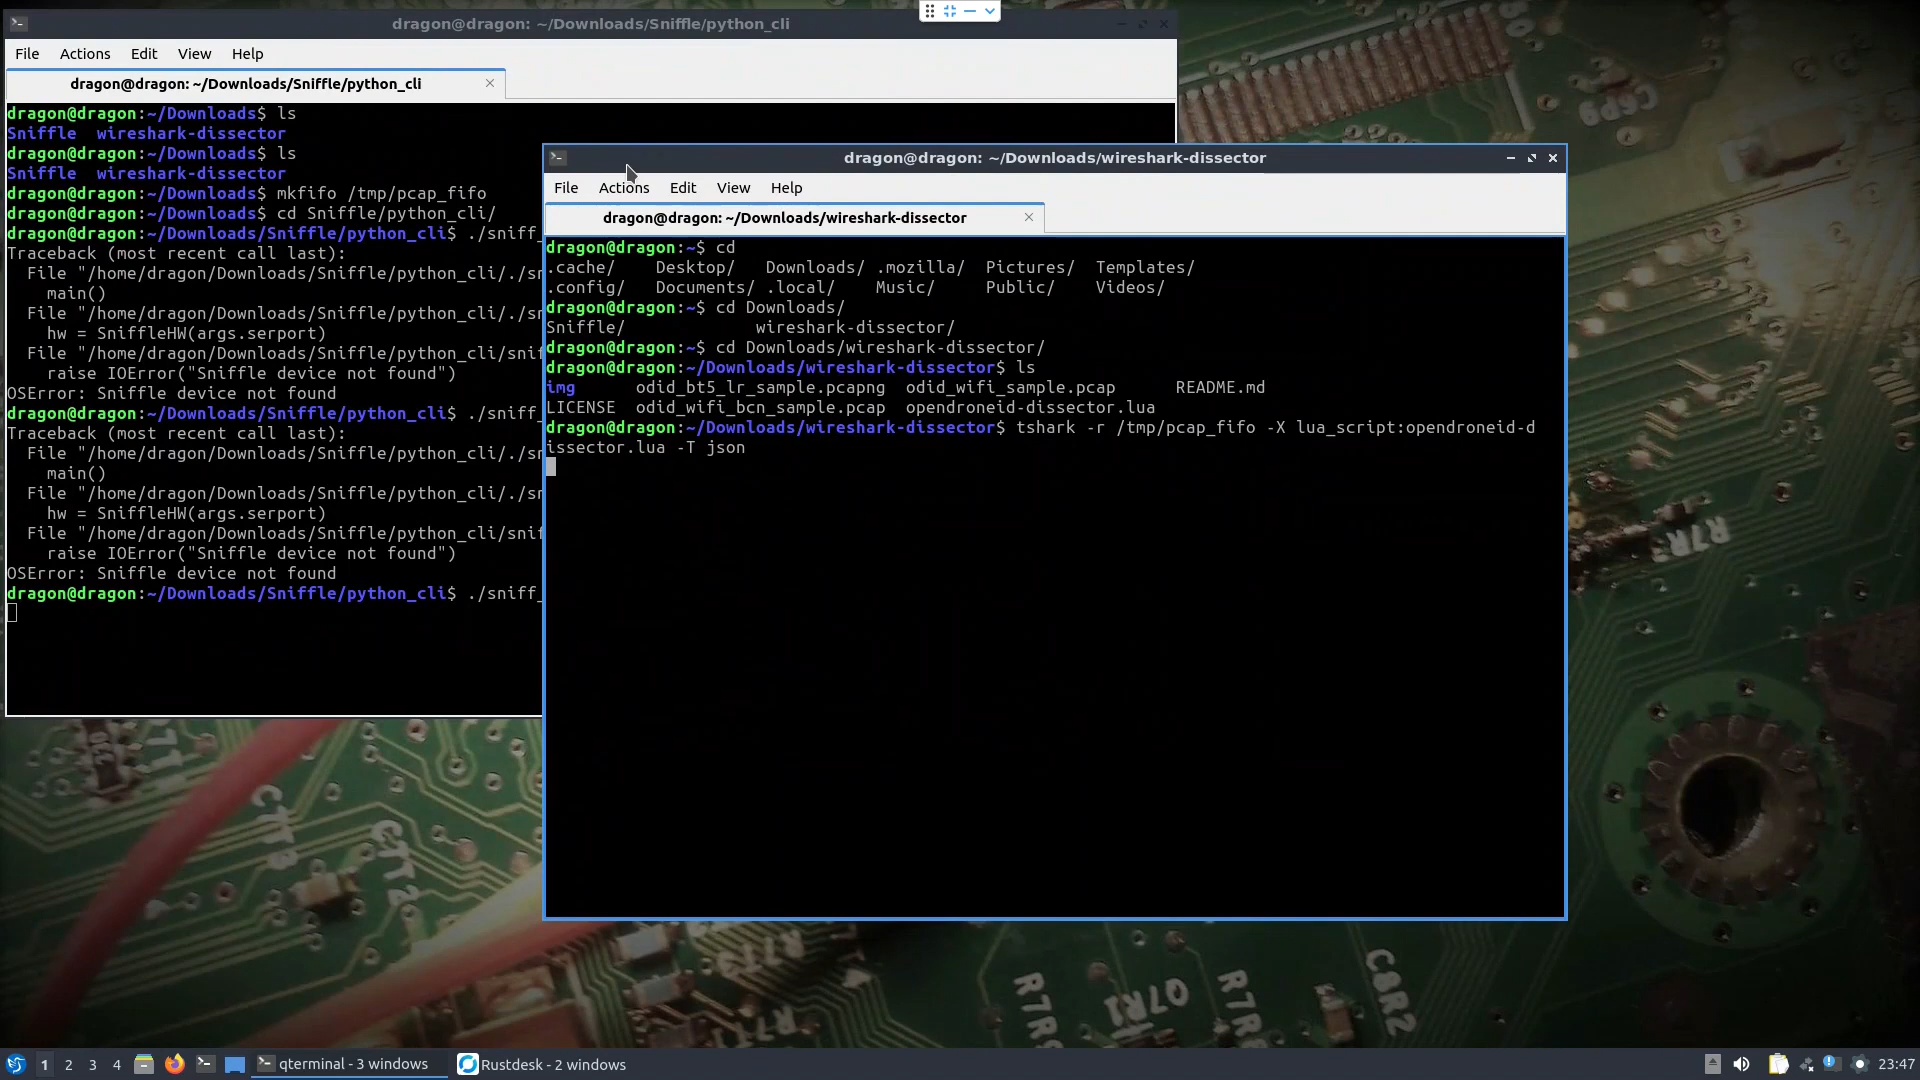 dragon@dragon: ~/Downloads/Sniffle/python_cli
File Actions Edit View Help
dragon@dragon: ~/Downloads/Sniffle/python_cli
dragon@dragon:~/Downloads$ ls
Sniffle wireshark-dissector
dragon@dragon:~/Downloads$ ls
Sniffle wireshark-dissector
dragon@dragon:~/Downloads$ mkfifo /tmp/pcap_fifo
dragon@dragon:~/Downloads$ cd Sniffle/python_cli/
dragon@dragon:~/Downloads/Sniffle/python_cli$ ./sniff_
Traceback (most recent call last):
File "/home/dragon/Downloads/Sniffle/python_cli/./sn
main()
File "/home/dragon/Downloads/Sniffle/python_cli/./sn
hw = SniffleHW(args.serport)
File "/home/dragon/Downloads/Sniffle/python_cli/snif
raise IOError("Sniffle device not found")
OSError: Sniffle device not found
dragon@dragon:~/Downloads/Sniffle/python_cli$ ./sniff_
Traceback (most recent call last):
File "/home/dragon/Downloads/Sniffle/python_cli/./sn
main()
File "/home/dragon/Downloads/Sniffle/python_cli/./sn
hw = SniffleHW(args.serport)
File "/home/dragon/Downloads/Sniffle/python_cli/snif
raise IOError("Sniffle device not found")
OSError: Sniffle device not found
dragon@dragon:~/Downloads/Sniffle/python_cli$ ./sniff_
dragon@dragon: ~/Downloads/wireshark-dissector
File Actions Edit View Help
dragon@dragon: ~/Downloads/wireshark-dissector
dragon@dragon:~$ cd
.cache/ Desktop/ Downloads/ .mozilla/ Pictures/ Templates/
.config/ Documents/ .local/ Music/ Public/ Videos/
dragon@dragon:~$ cd Downloads/
Sniffle/ wireshark-dissector/
dragon@dragon:~$ cd Downloads/wireshark-dissector/
dragon@dragon:~/Downloads/wireshark-dissector$ ls
img odid_bt5_lr_sample.pcapng odid_wifi_sample.pcap README.md
LICENSE odid_wifi_bcn_sample.pcap opendroneid-dissector.lua
dragon@dragon:~/Downloads/wireshark-dissector$ tshark -r /tmp/pcap_fifo -X lua_script:opendroneid-d
issector.lua -T json
CTR3
CTR2
1 2 3 4 qterminal - 3 windows Rustdesk - 2 windows 23:47